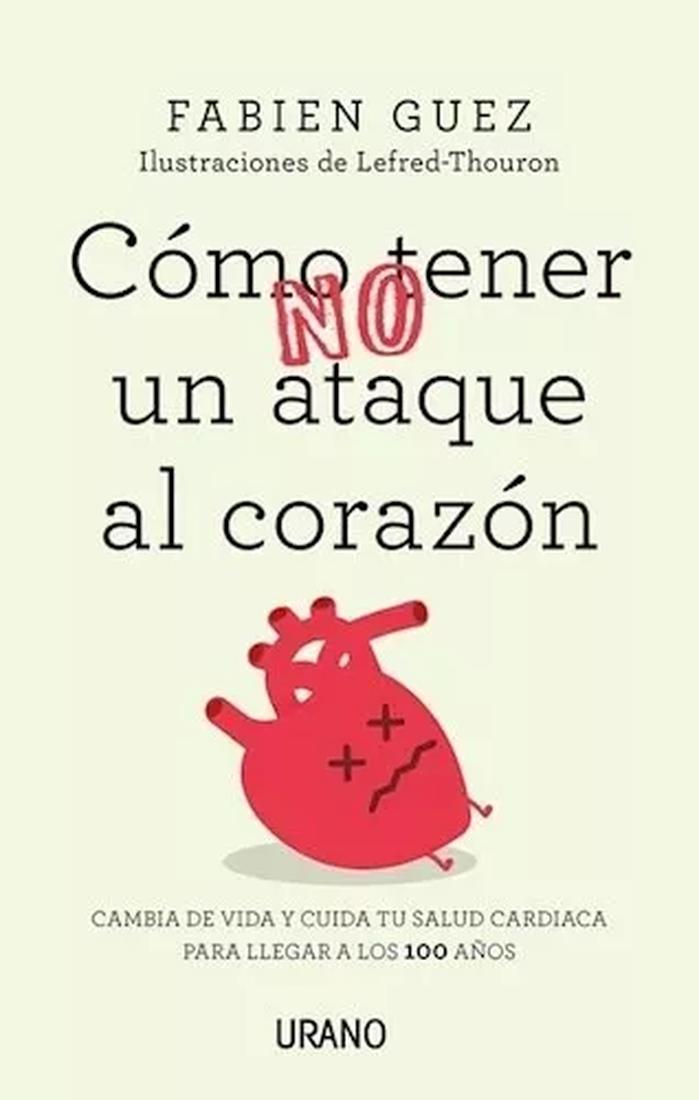 FABIEN GUEZ
Ilustraciones de Lefred-Thouron
Cómo tener
NO
un ataque
al corazón
CAMBIA DE VIDA Y CUIDA TU SALUD CARDIACA
PARA LLEGAR A LOS 100 AÑOS
URANO